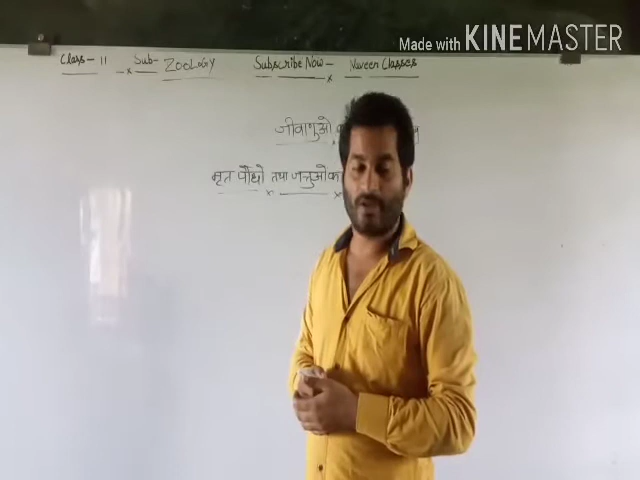 Made with KINEMASTER
Class- 11 Sub- Zoology Subscribe Now- Naveen Classes
जीवाणुओ
मृत पौधो तथा जन्तुओ का